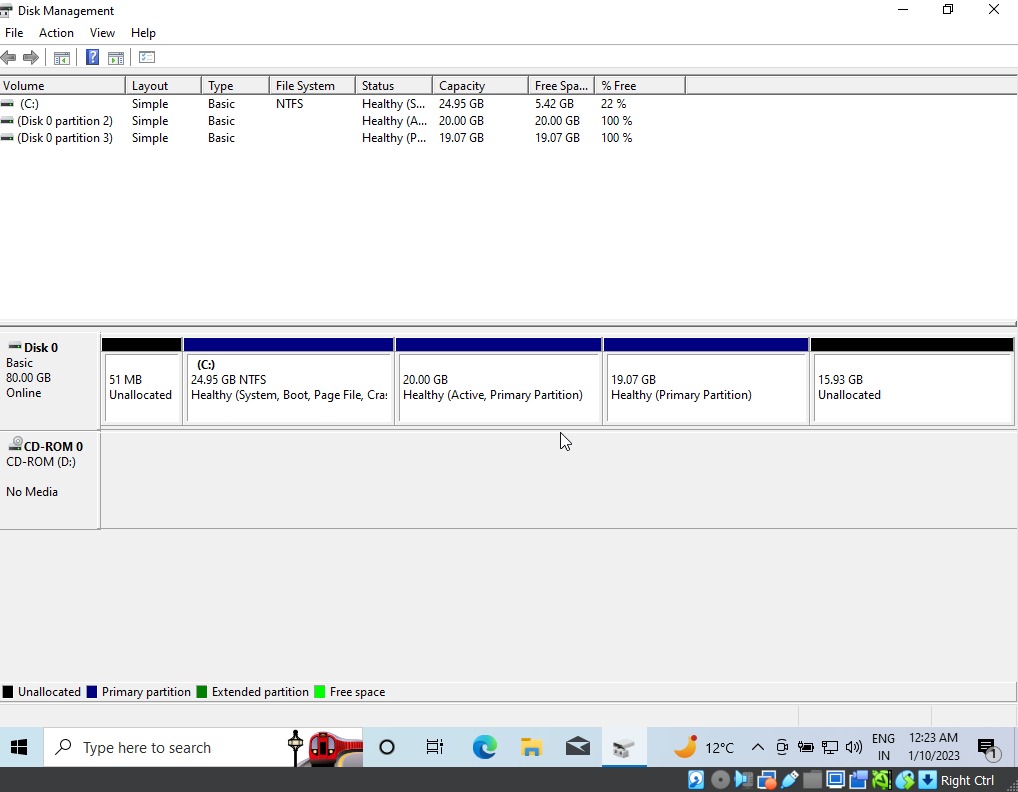 Disk Management
File Action View Help
Volume Layout Type File System Status Capacity Free Spa... % Free
(C:) Simple Basic NTFS Healthy (S... 24.95 GB 5.42 GB 22 %
(Disk 0 partition 2) Simple Basic Healthy (A... 20.00 GB 20.00 GB 100 %
(Disk 0 partition 3) Simple Basic Healthy (P... 19.07 GB 19.07 GB 100 %
Disk 0
Basic
80.00 GB
Online
51 MB
Unallocated
(C:)
24.95 GB NTFS
Healthy (System, Boot, Page File, Cras
20.00 GB
Healthy (Active, Primary Partition)
19.07 GB
Healthy (Primary Partition)
15.93 GB
Unallocated
CD-ROM 0
CD-ROM (D:)
No Media
Unallocated Primary partition Extended partition Free space
Type here to search
12°C
ENG
IN
12:23 AM
1/10/2023
1
Right Ctrl